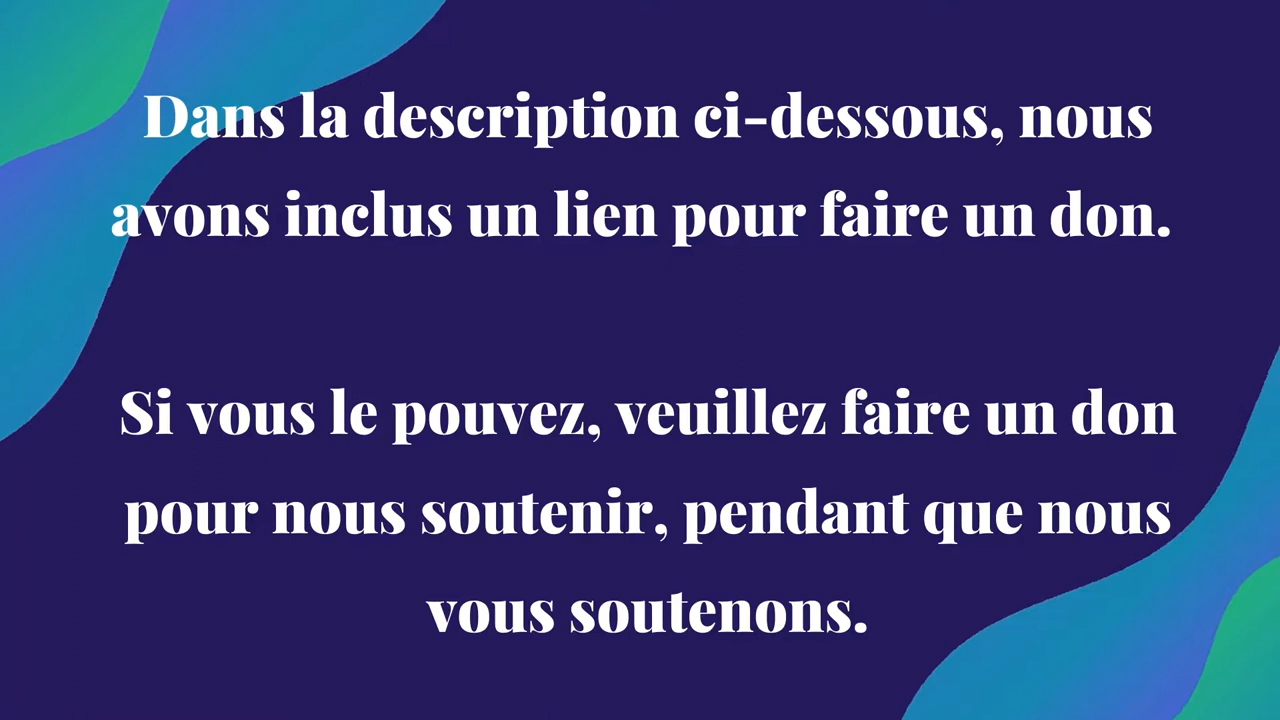 Dans la description ci-dessous, nous
avons inclus un lien pour faire un don.
Si vous le pouvez, veuillez faire un don
pour nous soutenir, pendant que nous
vous soutenons.